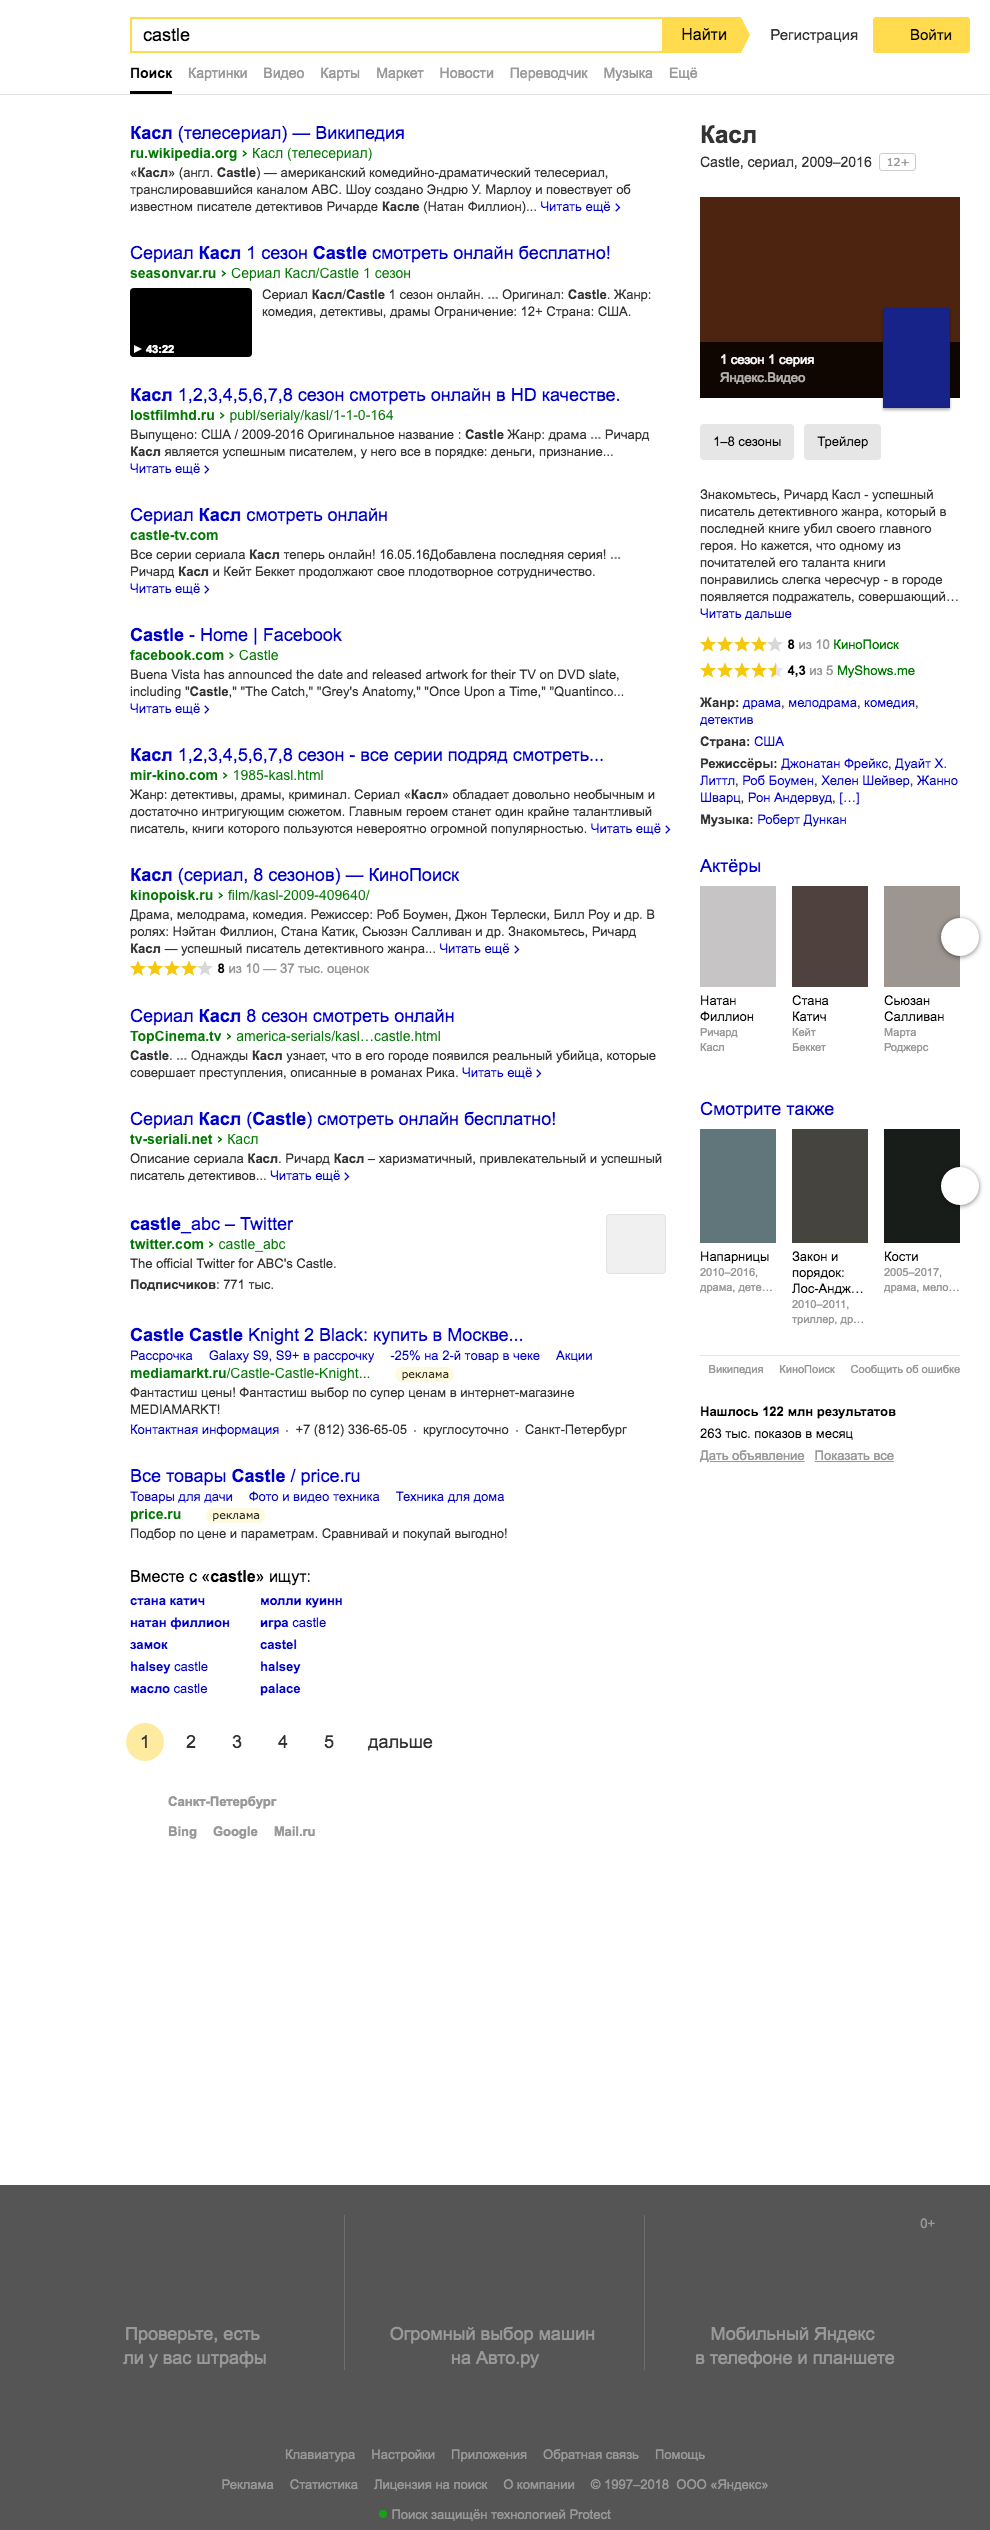 castle
Найти
Регистрация
Войти
Поиск Картинки Видео Карты Маркет Новости Переводчик Музыка Ещё
Касл (телесериал) — Википедия
ru.wikipedia.org › Касл (телесериал)
«Касл» (англ. Castle) — американский комедийно-драматический телесериал,
транслировавшийся каналом ABC. Шоу создано Эндрю У. Марлоу и повествует об
известном писателе детективов Ричарде Касле (Натан Филлион)... Читать ещё ›
Сериал Касл 1 сезон Castle смотреть онлайн бесплатно!
seasonvar.ru › Сериал Касл/Castle 1 сезон
43:22
Сериал Касл/Castle 1 сезон онлайн. ... Оригинал: Castle. Жанр:
комедия, детективы, драмы Ограничение: 12+ Страна: США.
Касл 1,2,3,4,5,6,7,8 сезон смотреть онлайн в HD качестве.
lostfilmhd.ru › publ/serialy/kasl/1-1-0-164
Выпущено: США / 2009-2016 Оригинальное название : Castle Жанр: драма ... Ричард
Касл является успешным писателем, у него все в порядке: деньги, признание...
Читать ещё ›
Сериал Касл смотреть онлайн
castle-tv.com
Все серии сериала Касл теперь онлайн! 16.05.16Добавлена последняя серия! ...
Ричард Касл и Кейт Беккет продолжают свое плодотворное сотрудничество.
Читать ещё ›
Castle - Home | Facebook
facebook.com › Castle
Buena Vista has announced the date and released artwork for their TV on DVD slate,
including "Castle," "The Catch," "Grey's Anatomy," "Once Upon a Time," "Quantinco...
Читать ещё ›
Касл 1,2,3,4,5,6,7,8 сезон - все серии подряд смотреть...
mir-kino.com › 1985-kasl.html
Жанр: детективы, драмы, криминал. Сериал «Касл» обладает довольно необычным и
достаточно интригующим сюжетом. Главным героем станет один крайне талантливый
писатель, книги которого пользуются невероятно огромной популярностью. Читать ещё ›
Касл (сериал, 8 сезонов) — КиноПоиск
kinopoisk.ru › film/kasl-2009-409640/
Драма, мелодрама, комедия. Режиссер: Роб Боумен, Джон Терлески, Билл Роу и др. В
ролях: Нэйтан Филлион, Стана Катик, Сьюзэн Салливан и др. Знакомьтесь, Ричард
Касл — успешный писатель детективного жанра... Читать ещё ›
8 из 10 — 37 тыс. оценок
Сериал Касл 8 сезон смотреть онлайн
TopCinema.tv › america-serials/kasl…castle.html
Castle. ... Однажды Касл узнает, что в его городе появился реальный убийца, которые
совершает преступления, описанные в романах Рика. Читать ещё ›
Сериал Касл (Castle) смотреть онлайн бесплатно!
tv-seriali.net › Касл
Описание сериала Касл. Ричард Касл – харизматичный, привлекательный и успешный
писатель детективов... Читать ещё ›
castle_abc – Twitter
twitter.com › castle_abc
The official Twitter for ABC's Castle.
Подписчиков: 771 тыс.
Castle Castle Knight 2 Black: купить в Москве...
Рассрочка Galaxy S9, S9+ в рассрочку -25% на 2-й товар в чеке Акции
mediamarkt.ru/Castle-Castle-Knight... реклама
Фантастиш цены! Фантастиш выбор по супер ценам в интернет-магазине
MEDIAMARKT!
Контактная информация · +7 (812) 336-65-05 · круглосуточно · Санкт-Петербург
Все товары Castle / price.ru
Товары для дачи Фото и видео техника Техника для дома
price.ru реклама
Подбор по цене и параметрам. Сравнивай и покупай выгодно!
Вместе с «castle» ищут:
стана катич
натан филлион
замок
halsey castle
масло castle
молли куинн
игра castle
castel
halsey
palace
1 2 3 4 5 дальше
Санкт-Петербург
Bing Google Mail.ru
Касл
Castle, сериал, 2009–2016 12+
1 сезон 1 серия
Яндекс.Видео
1–8 сезоны
Трейлер
Знакомьтесь, Ричард Касл - успешный
писатель детективного жанра, который в
последней книге убил своего главного
героя. Но кажется, что одному из
почитателей его таланта книги
понравились слегка чересчур - в городе
появляется подражатель, совершающий…
Читать дальше
8 из 10 КиноПоиск
4,3 из 5 MyShows.me
Жанр: драма, мелодрама, комедия,
детектив
Страна: США
Режиссёры: Джонатан Фрейкс, Дуайт Х.
Литтл, Роб Боумен, Хелен Шейвер, Жанно
Шварц, Рон Андервуд, […]
Музыка: Роберт Дункан
Актёры
Натан
Филлион
Ричард
Касл
Стана
Катич
Кейт
Беккет
Сьюзан
Салливан
Марта
Роджерс
Смотрите также
Напарницы
2010–2016,
драма, дете…
Закон и
порядок:
Лос-Андж…
2010–2011,
триллер, др…
Кости
2005–2017,
драма, мело…
Википедия КиноПоиск Сообщить об ошибке
Нашлось 122 млн результатов
263 тыс. показов в месяц
Дать объявление Показать все
0+
Проверьте, есть
ли у вас штрафы
Огромный выбор машин
на Авто.ру
Мобильный Яндекс
в телефоне и планшете
Клавиатура Настройки Приложения Обратная связь Помощь
Реклама Статистика Лицензия на поиск О компании © 1997–2018 ООО «Яндекс»
Поиск защищён технологией Protect